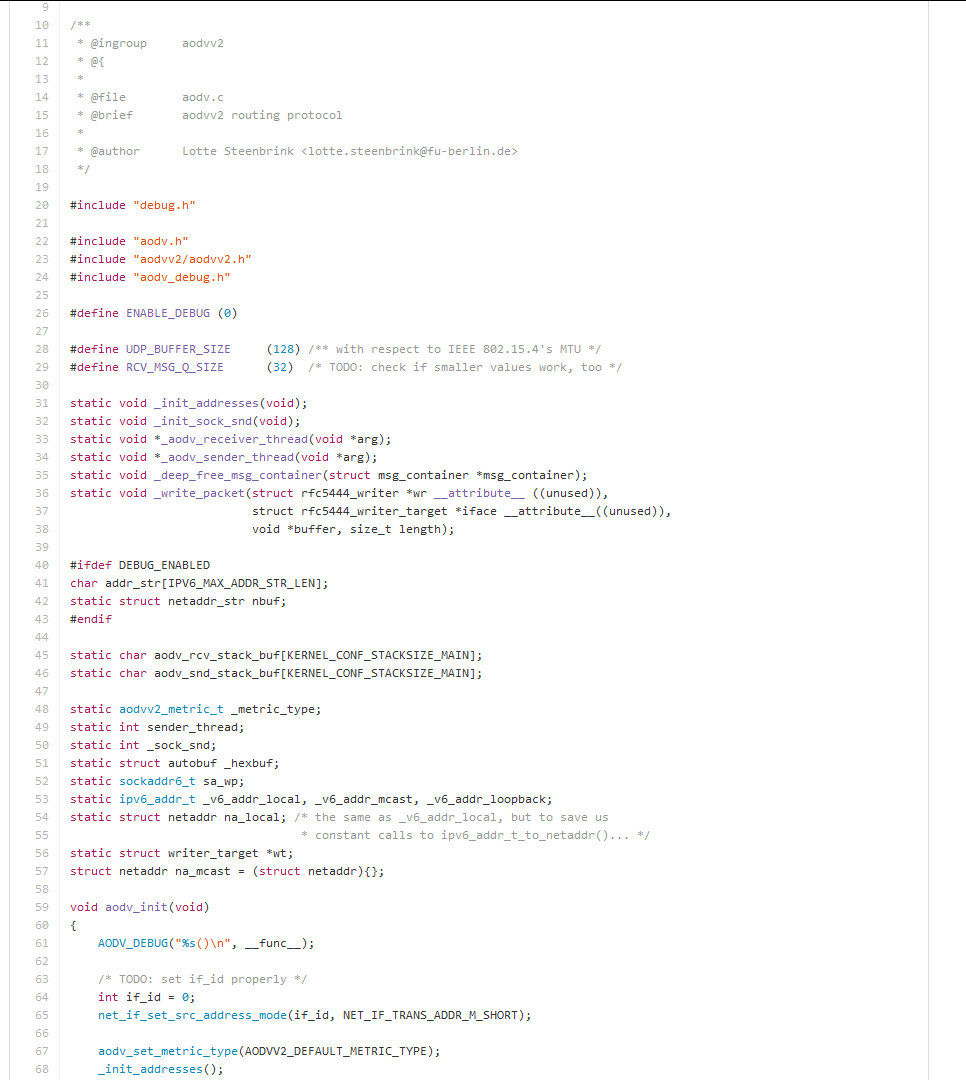 9
10 /**
11  * @ingroup     aodvv2
12  * @{
13  *
14  * @file        aodv.c
15  * @brief       aodvv2 routing protocol
16  *
17  * @author      Lotte Steenbrink <lotte.steenbrink@fu-berlin.de>
18  */
19
20 #include "debug.h"
21
22 #include "aodv.h"
23 #include "aodvv2/aodvv2.h"
24 #include "aodv_debug.h"
25
26 #define ENABLE_DEBUG (0)
27
28 #define UDP_BUFFER_SIZE     (128) /** with respect to IEEE 802.15.4's MTU */
29 #define RCV_MSG_Q_SIZE      (32)  /* TODO: check if smaller values work, too */
30
31 static void _init_addresses(void);
32 static void _init_sock_snd(void);
33 static void *_aodv_receiver_thread(void *arg);
34 static void *_aodv_sender_thread(void *arg);
35 static void _deep_free_msg_container(struct msg_container *msg_container);
36 static void _write_packet(struct rfc5444_writer *wr __attribute__ ((unused)),
37                           struct rfc5444_writer_target *iface __attribute__((unused)),
38                           void *buffer, size_t length);
39
40 #ifdef DEBUG_ENABLED
41 char addr_str[IPV6_MAX_ADDR_STR_LEN];
42 static struct netaddr_str nbuf;
43 #endif
44
45 static char aodv_rcv_stack_buf[KERNEL_CONF_STACKSIZE_MAIN];
46 static char aodv_snd_stack_buf[KERNEL_CONF_STACKSIZE_MAIN];
47
48 static aodvv2_metric_t _metric_type;
49 static int sender_thread;
50 static int _sock_snd;
51 static struct autobuf _hexbuf;
52 static sockaddr6_t sa_wp;
53 static ipv6_addr_t _v6_addr_local, _v6_addr_mcast, _v6_addr_loopback;
54 static struct netaddr na_local; /* the same as _v6_addr_local, but to save us
55                                  * constant calls to ipv6_addr_t_to_netaddr()... */
56 static struct writer_target *wt;
57 struct netaddr na_mcast = (struct netaddr){};
58
59 void aodv_init(void)
60 {
61     AODV_DEBUG("%s()\n", __func__);
62
63     /* TODO: set if_id properly */
64     int if_id = 0;
65     net_if_set_src_address_mode(if_id, NET_IF_TRANS_ADDR_M_SHORT);
66
67     aodv_set_metric_type(AODVV2_DEFAULT_METRIC_TYPE);
68     _init_addresses();